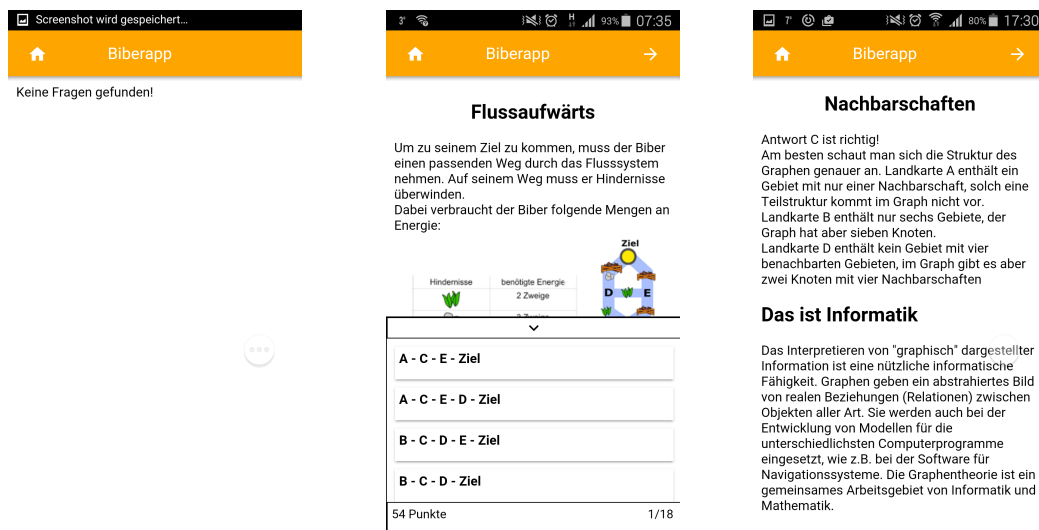 Screenshot wird gespeichert...
Biberapp
Keine Fragen gefunden!
3°
93%
07:35
Biberapp
Flussaufwärts
Um zu seinem Ziel zu kommen, muss der Biber
einen passenden Weg durch das Flusssystem
nehmen. Auf seinem Weg muss er Hindernisse
überwinden.
Dabei verbraucht der Biber folgende Mengen an
Energie:
Ziel
Hindernisse benötigte Energie
2 Zweige
D E
A - C - E - Ziel
A - C - E - D - Ziel
B - C - D - E - Ziel
B - C - D - Ziel
54 Punkte 1/18
7°
80% 17:30
Biberapp
Nachbarschaften
Antwort C ist richtig!
Am besten schaut man sich die Struktur des
Graphen genauer an. Landkarte A enthält ein
Gebiet mit nur einer Nachbarschaft, solch eine
Teilstruktur kommt im Graph nicht vor.
Landkarte B enthält nur sechs Gebiete, der
Graph hat aber sieben Knoten.
Landkarte D enthält kein Gebiet mit vier
benachbarten Gebieten, im Graph gibt es aber
zwei Knoten mit vier Nachbarschaften
Das ist Informatik
Das Interpretieren von "graphisch" dargestellter
Information ist eine nützliche informatische
Fähigkeit. Graphen geben ein abstrahiertes Bild
von realen Beziehungen (Relationen) zwischen
Objekten aller Art. Sie werden auch bei der
Entwicklung von Modellen für die
unterschiedlichsten Computerprogramme
eingesetzt, wie z.B. bei der Software für
Navigationssysteme. Die Graphentheorie ist ein
gemeinsames Arbeitsgebiet von Informatik und
Mathematik.